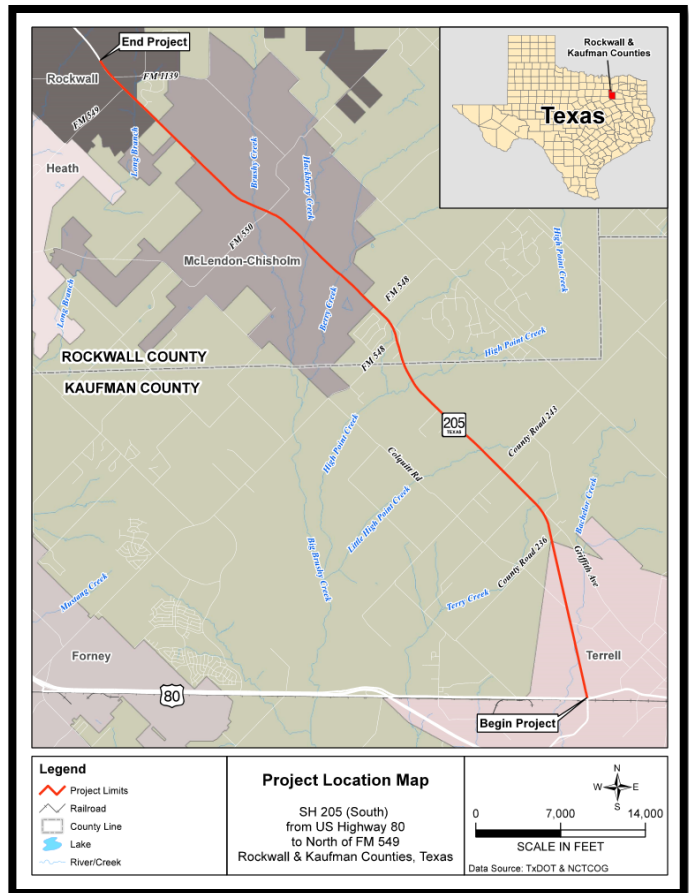 End Project
Rockwall
FM 1139
FM 549
Long Branch
Heath
Brushy Creek
Hackberry Creek
FM 550
McLendon-Chisholm
Long Branch
Berry Creek
FM 548
High Point Creek
Rockwall &
Kaufman Counties
Texas
ROCKWALL COUNTY
KAUFMAN COUNTY
FM 548
High Point Creek
205
TEXAS
High Point Creek
Colquitt Rd
County Road 243
Little High Point Creek
Big Brushy Creek
Bachelor Creek
County Road 236
Griffith Ave
Terry Creek
Mustang Creek
Forney
Terrell
80
Begin Project
Legend
Project Limits
Railroad
County Line
Lake
River/Creek
Project Location Map
SH 205 (South)
from US Highway 80
to North of FM 549
Rockwall & Kaufman Counties, Texas
N
W E
S
0 7,000 14,000
SCALE IN FEET
Data Source: TxDOT & NCTCOG